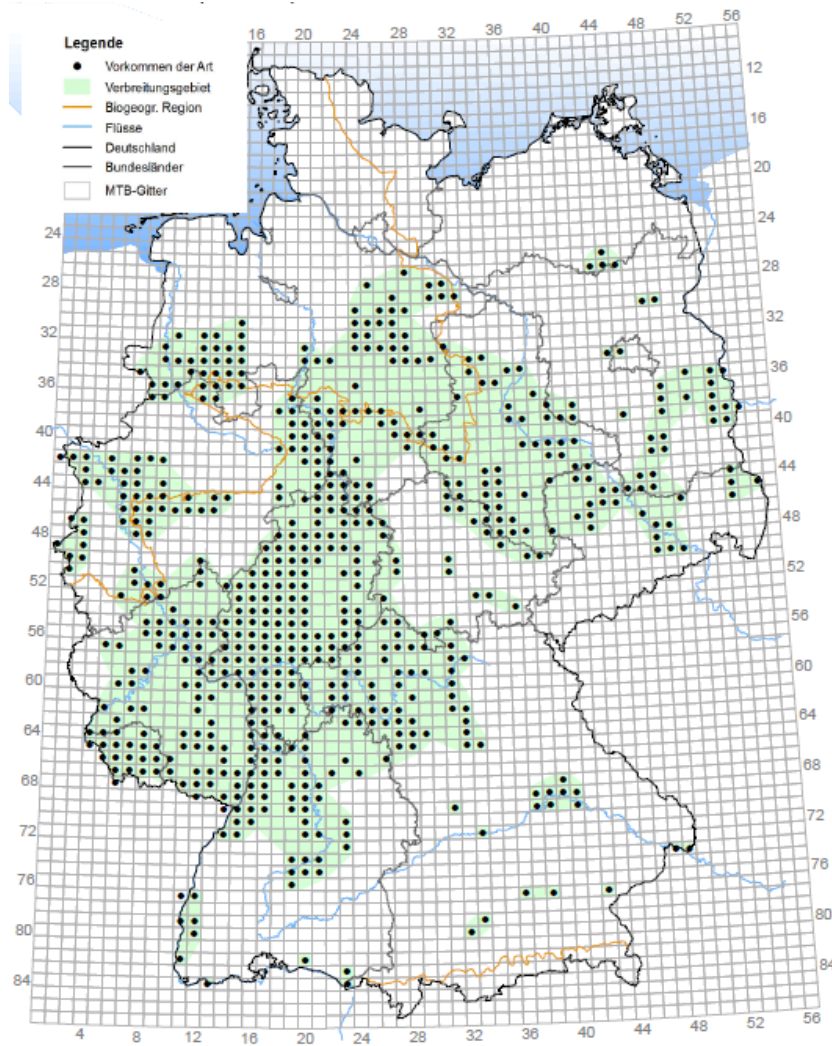 16 20 24 28 32 36 40 44 48 52 56
Legende
Vorkommen der Art
Verbreitungsgebiet
Biogeogr. Region
Flüsse
Deutschland
Bundesländer
MTB-Gitter
12
16
20
24 24
28 28
32 32
36 36
40 40
44 44
48 48
52 52
56 56
60 60
64 64
68 68
72 72
76 76
80 80
84 84
4 8 10 12 16 20 24 28 32 36 40 44 48 52 56